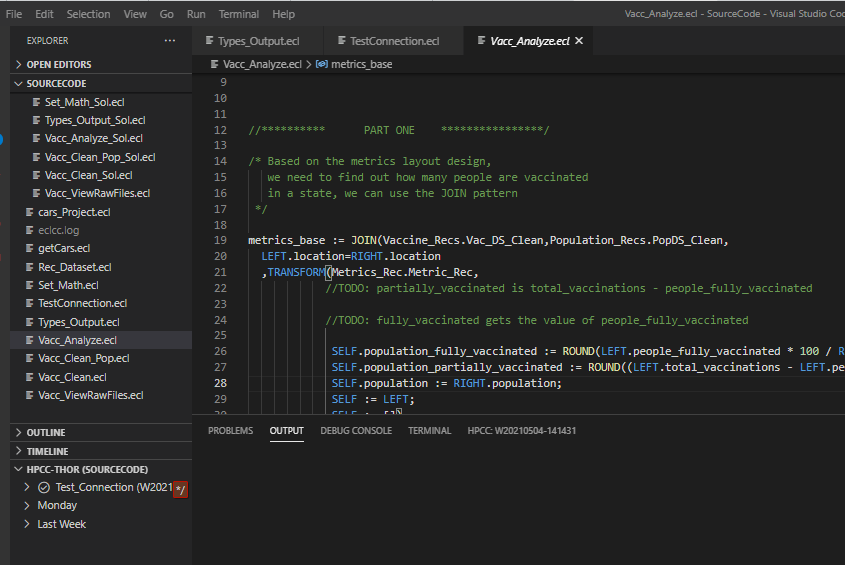 File Edit Selection View Go Run Terminal Help Vacc_Analyze.ecl - SourceCode - Visual Studio Cod
EXPLORER ···
OPEN EDITORS
SOURCECODE
Set_Math_Sol.ecl
Types_Output_Sol.ecl
Vacc_Analyze_Sol.ecl
Vacc_Clean_Pop_Sol.ecl
Vacc_Clean_Sol.ecl
Vacc_ViewRawFiles.ecl
cars_Project.ecl
eclcc.log
getCars.ecl
Rec_Dataset.ecl
Set_Math.ecl
TestConnection.ecl
Types_Output.ecl
Vacc_Analyze.ecl
Vacc_Clean_Pop.ecl
Vacc_Clean.ecl
Vacc_ViewRawFiles.ecl
OUTLINE
TIMELINE
HPCC-THOR (SOURCECODE)
Test_Connection (W2021 */
Monday
Last Week
Types_Output.ecl TestConnection.ecl Vacc_Analyze.ecl
Vacc_Analyze.ecl > metrics_base
9
10
11
12 //********** PART ONE ****************/
13
14 /* Based on the metrics layout design,
15 we need to find out how many people are vaccinated
16 in a state, we can use the JOIN pattern
17 */
18
19 metrics_base := JOIN(Vaccine_Recs.Vac_DS_Clean,Population_Recs.PopDS_Clean,
20 LEFT.location=RIGHT.location
21 ,TRANSFORM(Metrics_Rec.Metric_Rec,
22 //TODO: partially_vaccinated is total_vaccinations - people_fully_vaccinated
23
24 //TODO: fully_vaccinated gets the value of people_fully_vaccinated
25
26 SELF.population_fully_vaccinated := ROUND(LEFT.people_fully_vaccinated * 100 / R
27 SELF.population_partially_vaccinated := ROUND((LEFT.total_vaccinations - LEFT.pe
28 SELF.population := RIGHT.population;
29 SELF := LEFT;
PROBLEMS OUTPUT DEBUG CONSOLE TERMINAL HPCC: W20210504-141431